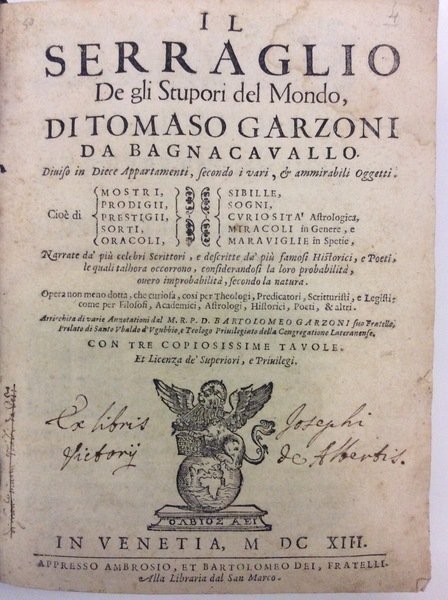 IL
SERRAGLIO
De gli Stupori del Mondo,
DI TOMASO GARZONI
DA BAGNACAVALLO.
Diuiso in Diece Appartamenti, secondo i vari, & ammirabili Oggetti.
Cioè di
MOSTRI,
PRODIGII,
PRESTIGII,
SORTI,
ORACOLI,
SIBILLE,
SOGNI,
CVRIOSITA' Astrologica,
MIRACOLI in Genere, e
MARAVIGLIE in Spetie,
Narrate da' più celebri Scrittori, e descritte da' più famosi Historici, e Poeti,
le quali talhora occorrono, considerandosi la loro probabilità,
ouero improbabilità, secondo la natura.
Opera non meno dotta, che curiosa, cosi per Theologi, Predicatori, Scritturisti, e Legisti;
come per Filosofi, Academici, Astrologi, Historici, Poeti, & altri.
Arrichita di varie Annotationi dal M. R. P. D. BARTOLOMEO GARZONI suo Fratello,
Prelato di Santo Vbaldo d'Vgubbio, e Teologo Priuilegiato della Congregatione Lateranense.
CON TRE COPIOSISSIME TAVOLE.
Et Licenza de' Superiori, e Priuilegi.
Ex libris Josephi
Victorij de Albertis.
ΟΛΒΙΟΣ ΑΕΙ
IN VENETIA, M DC XIII.
APPRESSO AMBROSIO, ET BARTOLOMEO DEI, FRATELLI.
Alla Libraria dal San Marco.